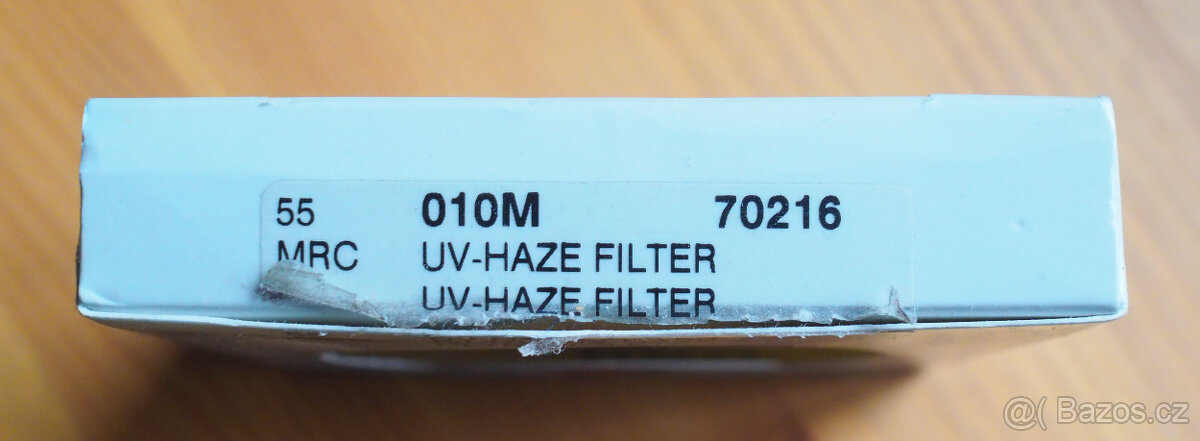 55 010M 70216
MRC UV-HAZE FILTER
UV-HAZE FILTER
@( Bazos.cz